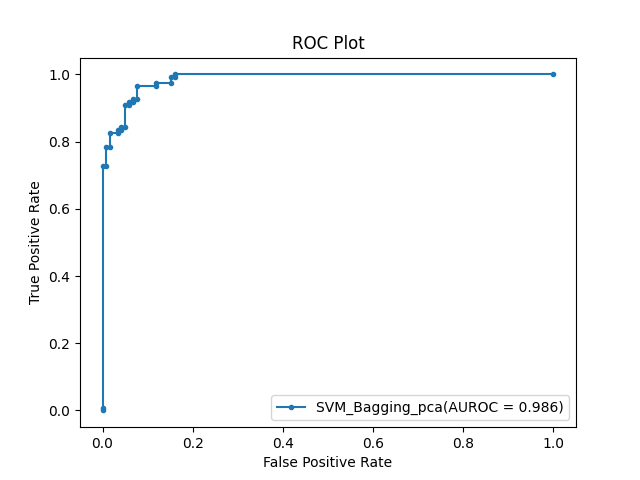 ROC Plot
1.0
0.8
0.6
0.4
0.2
0.0
True Positive Rate
SVM_Bagging_pca(AUROC = 0.986)
0.0 0.2 0.4 0.6 0.8 1.0
False Positive Rate